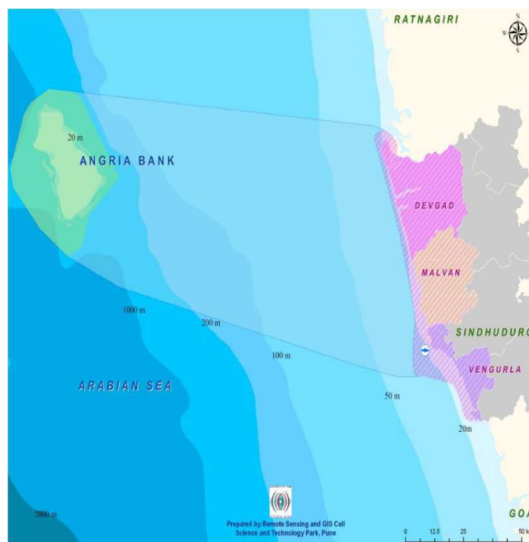 RATNAGIRI
N
W
E
S
20 m
ANGRIA BANK
DEVGAD
MALVAN
1000 m
200 m
SINDHUDURG
100 m
VENGURLA
ARABIAN SEA
50 m
20m
2000 m
GOA
Prepared by:Remote Sensing and GIS Cell
Science and Technology Park, Pune
0 12.5 25 50